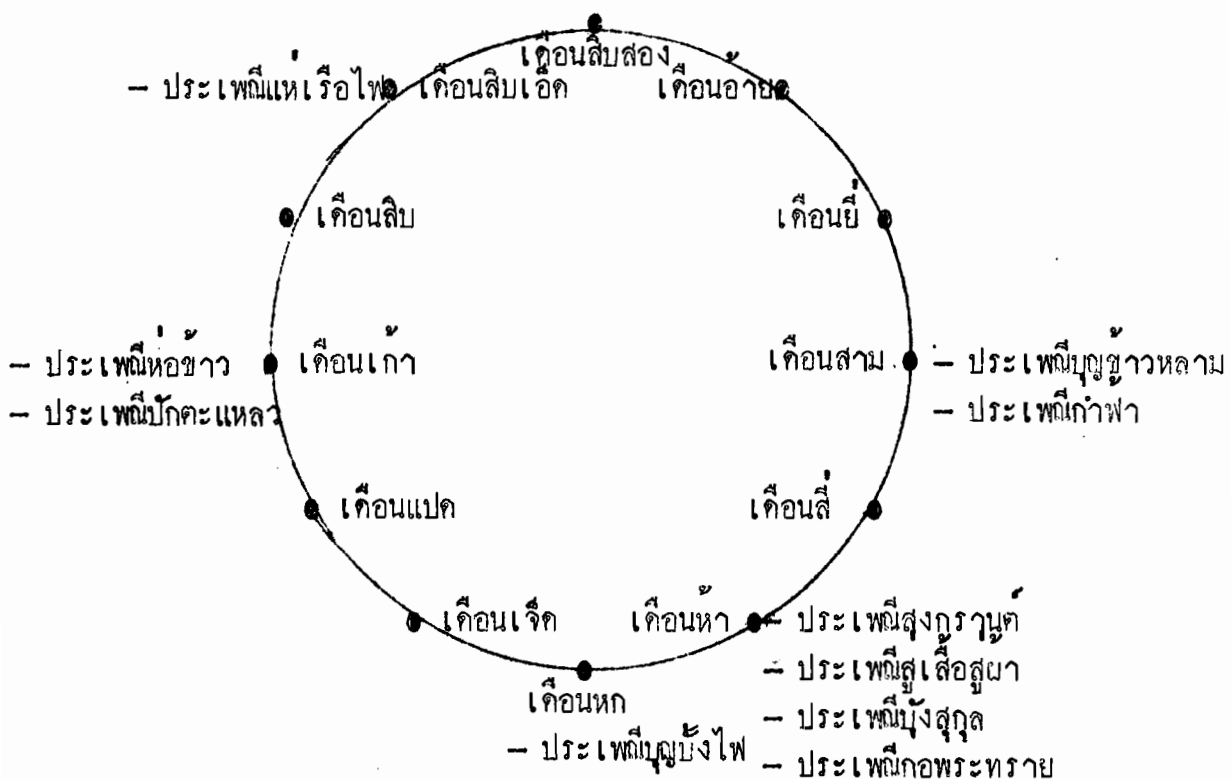 เดือนสิบสอง
– ประเพณีแห่เรือไฟ เดือนสิบเอ็ด เดือนอ้าย
เดือนสิบ เดือนยี่
– ประเพณีห่อข้าว เดือนเก้า เดือนสาม – ประเพณีบุญข้าวหลาม
– ประเพณีปักตะแหลว – ประเพณีกำฟ้า
เดือนแปด เดือนสี่
เดือนเจ็ด เดือนห้า – ประเพณีสงกรานต์
– ประเพณีสู่เสื้อสู่ผ้า
เดือนหก – ประเพณีบังสุกุล
– ประเพณีบุญบั้งไฟ – ประเพณีกอพระทราย